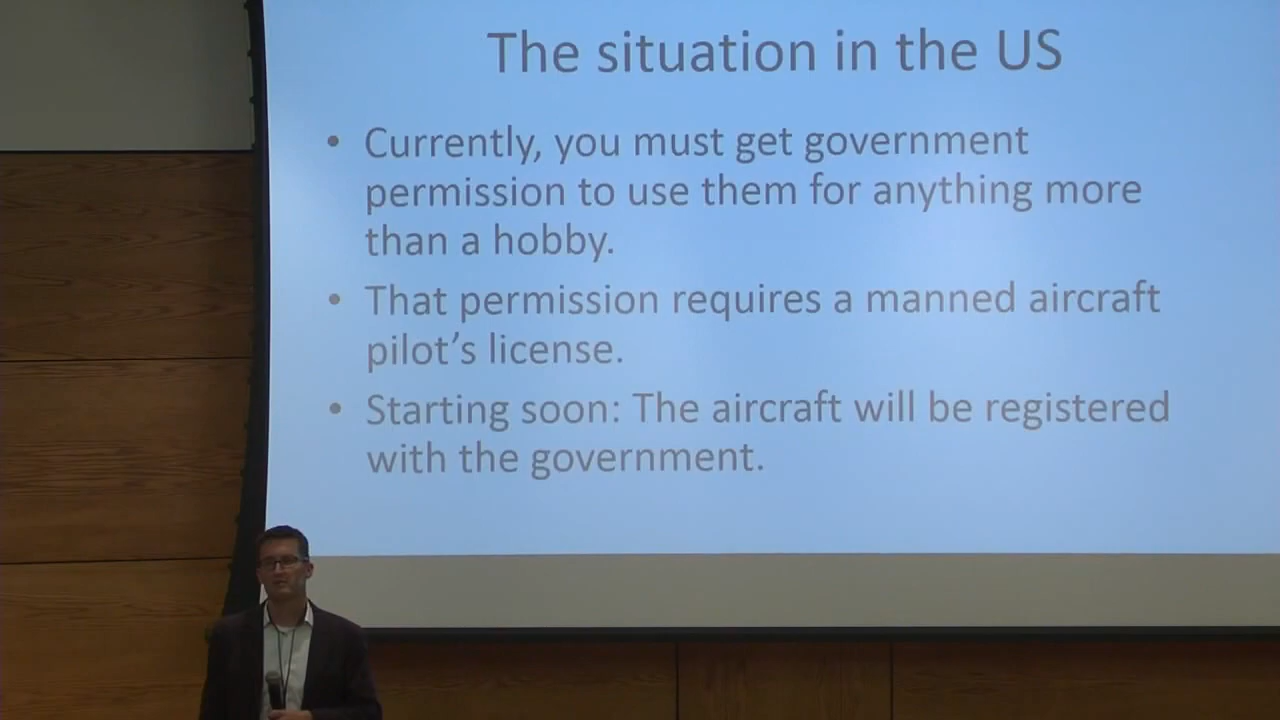 The situation in the US
• Currently, you must get government
permission to use them for anything more
than a hobby.
• That permission requires a manned aircraft
pilot’s license.
• Starting soon: The aircraft will be registered
with the government.